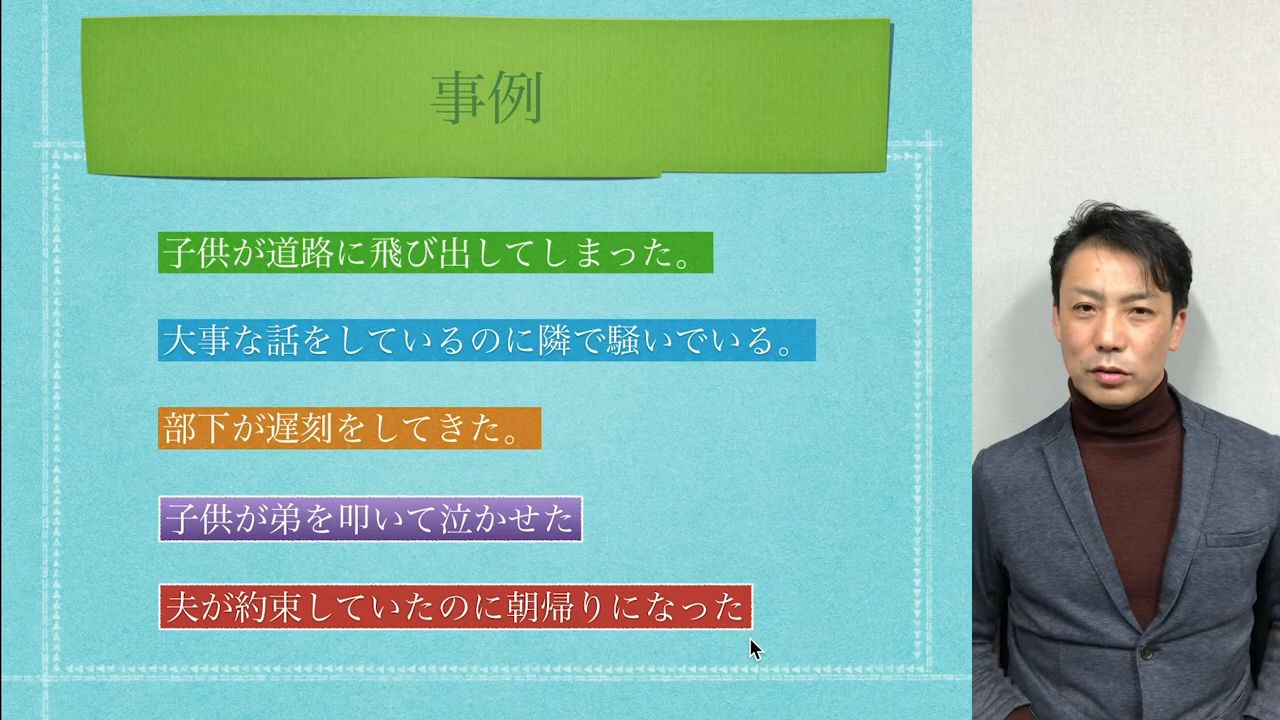 事例
子供が道路に飛び出してしまった。
大事な話をしているのに隣で騒いでいる。
部下が遅刻をしてきた。
子供が弟を叩いて泣かせた
夫が約束していたのに朝帰りになった